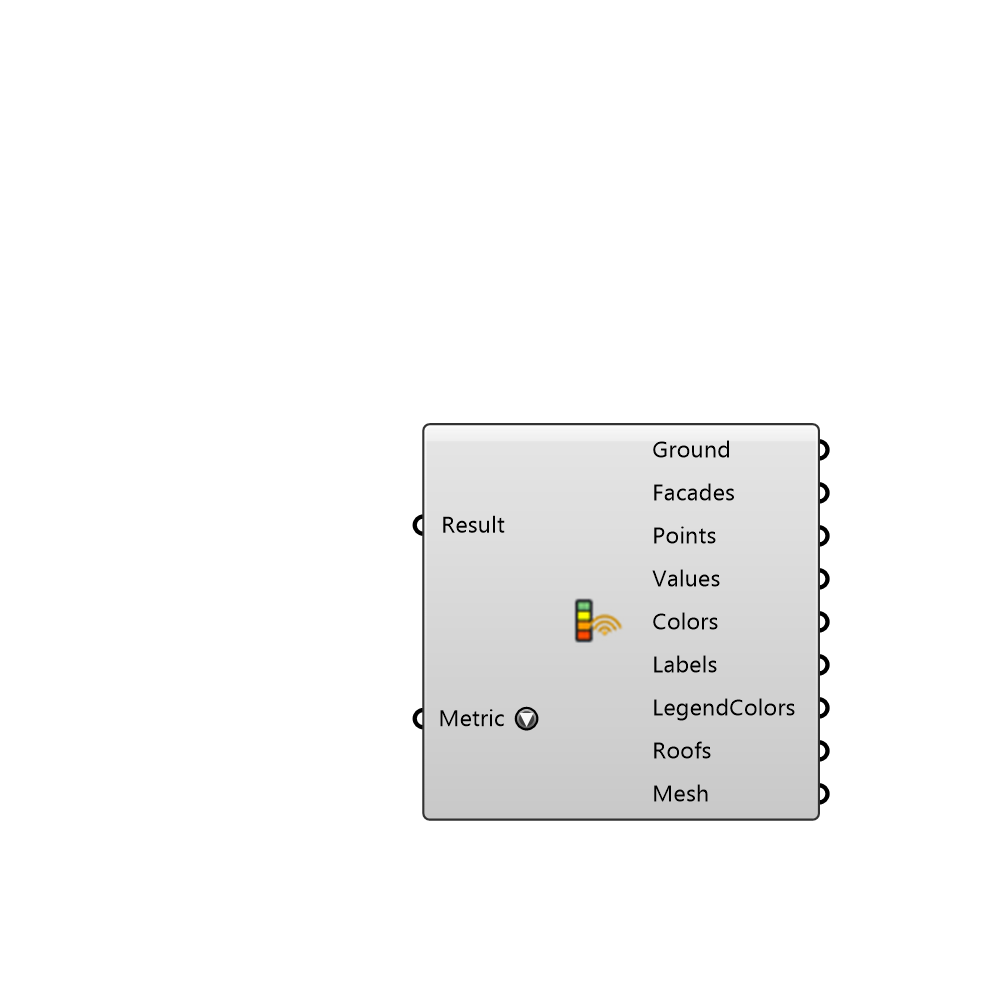 Result
Metric
Ground
Facades
Points
Values
Colors
Labels
LegendColors
Roofs
Mesh